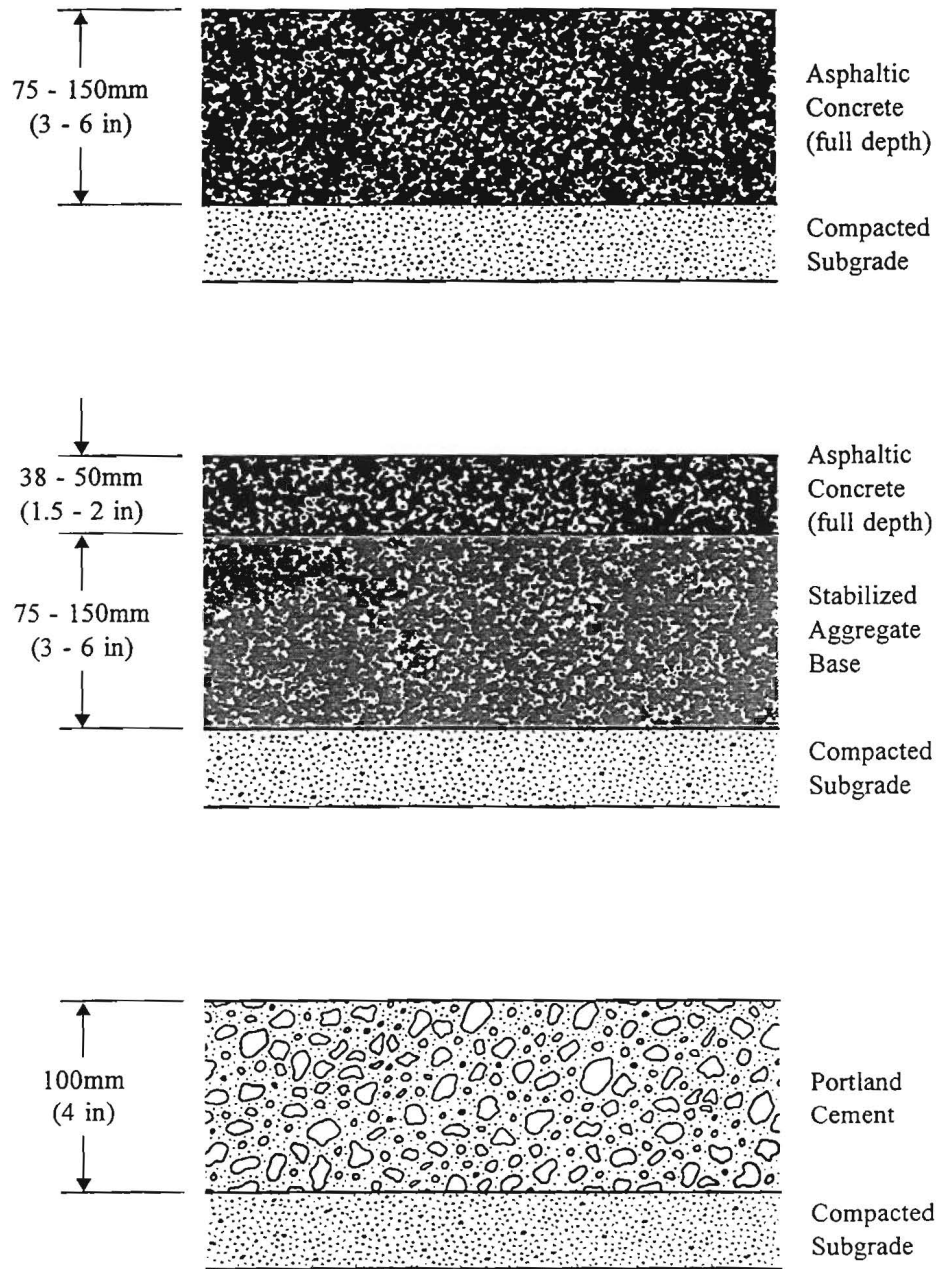 75 - 150mm
(3 - 6 in)
Asphaltic
Concrete
(full depth)
Compacted
Subgrade
38 - 50mm
(1.5 - 2 in)
Asphaltic
Concrete
(full depth)
75 - 150mm
(3 - 6 in)
Stabilized
Aggregate
Base
Compacted
Subgrade
100mm
(4 in)
Portland
Cement
Compacted
Subgrade